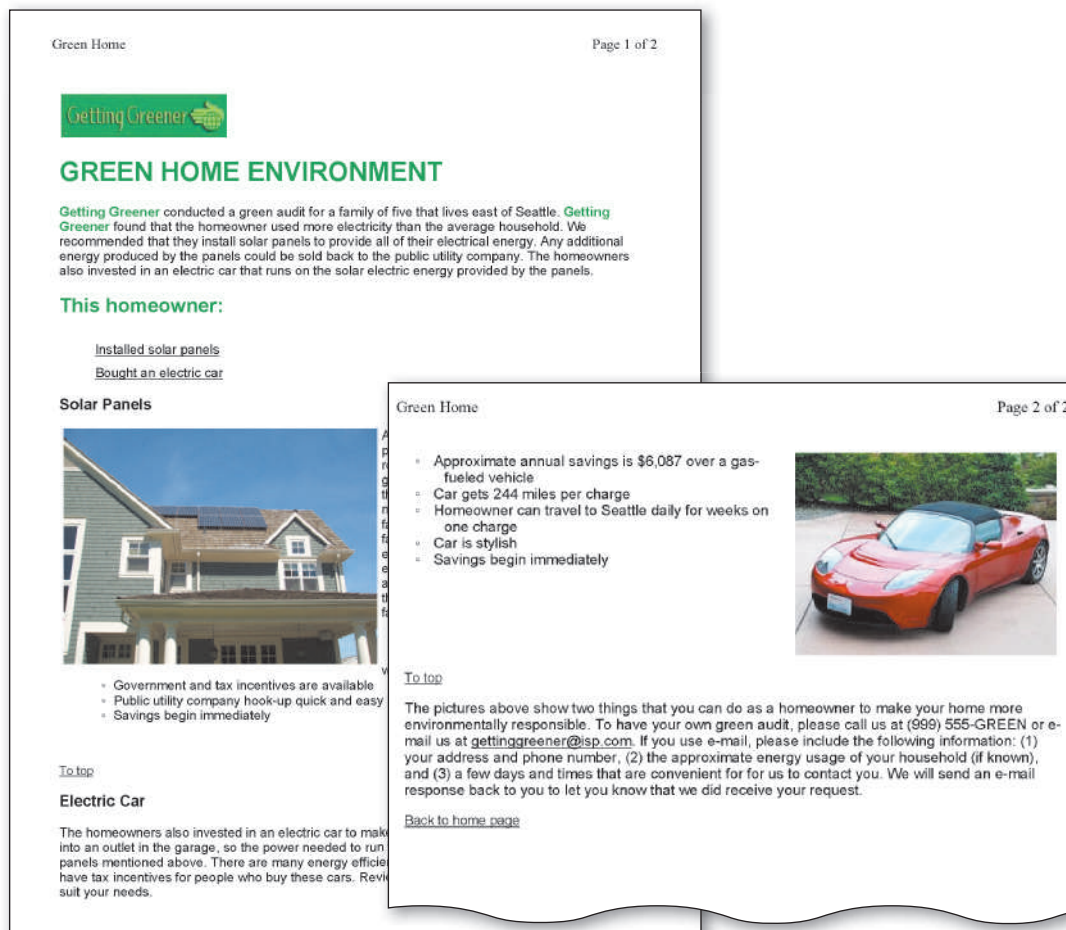 Green Home Page 1 of 2
Getting Greener
GREEN HOME ENVIRONMENT
Getting Greener conducted a green audit for a family of five that lives east of Seattle. Getting
Greener found that the homeowner used more electricity than the average household. We
recommended that they install solar panels to provide all of their electrical energy. Any additional
energy produced by the panels could be sold back to the public utility company. The homeowners
also invested in an electric car that runs on the solar electric energy provided by the panels.
This homeowner:
Installed solar panels
Bought an electric car
Solar Panels
▫ Government and tax incentives are available
▫ Public utility company hook-up quick and easy
▫ Savings begin immediately
To top
Electric Car
The homeowners also invested in an electric car to make
into an outlet in the garage, so the power needed to run
panels mentioned above. There are many energy
have tax incentives for people who buy these cars.
suit your needs.
Green Home Page 2 of 2
▫ Approximate annual savings is $6,087 over a gas-
fueled vehicle
▫ Car gets 244 miles per charge
▫ Homeowner can travel to Seattle daily for weeks on
one charge
▫ Car is stylish
▫ Savings begin immediately
To top
The pictures above show two things that you can do as a homeowner to make your home more
environmentally responsible. To have your own green audit, please call us at (999) 555-GREEN or e-
mail us at gettinggreener@isp.com. If you use e-mail, please include the following information: (1)
your address and phone number, (2) the approximate energy usage of your household (if known),
and (3) a few days and times that are convenient for for us to contact you. We will send an e-mail
response back to you to let you know that we did receive your request.
Back to home page